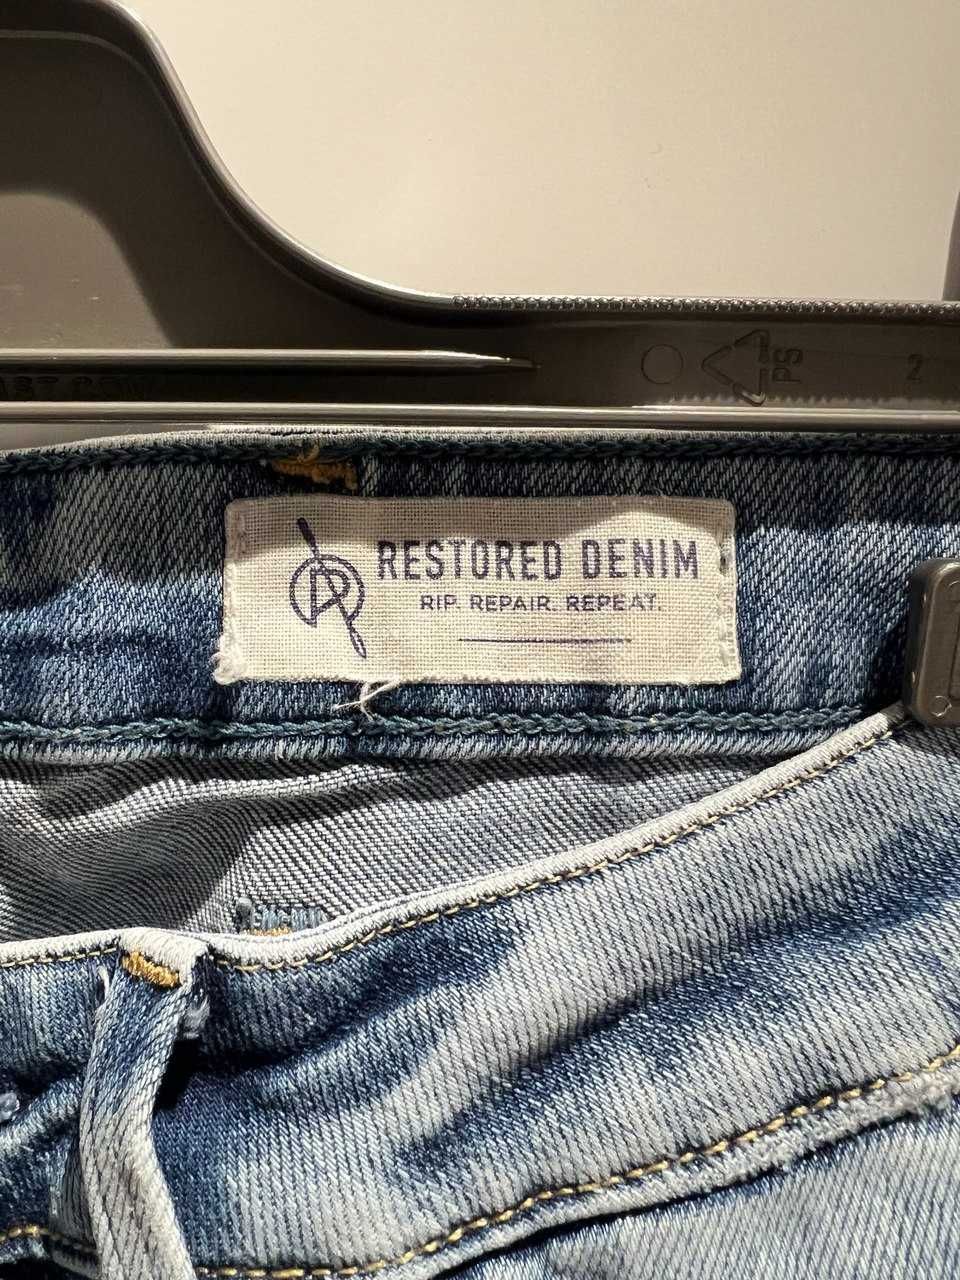 PS
2
RESTORED DENIM
RIP. REPAIR. REPEAT.